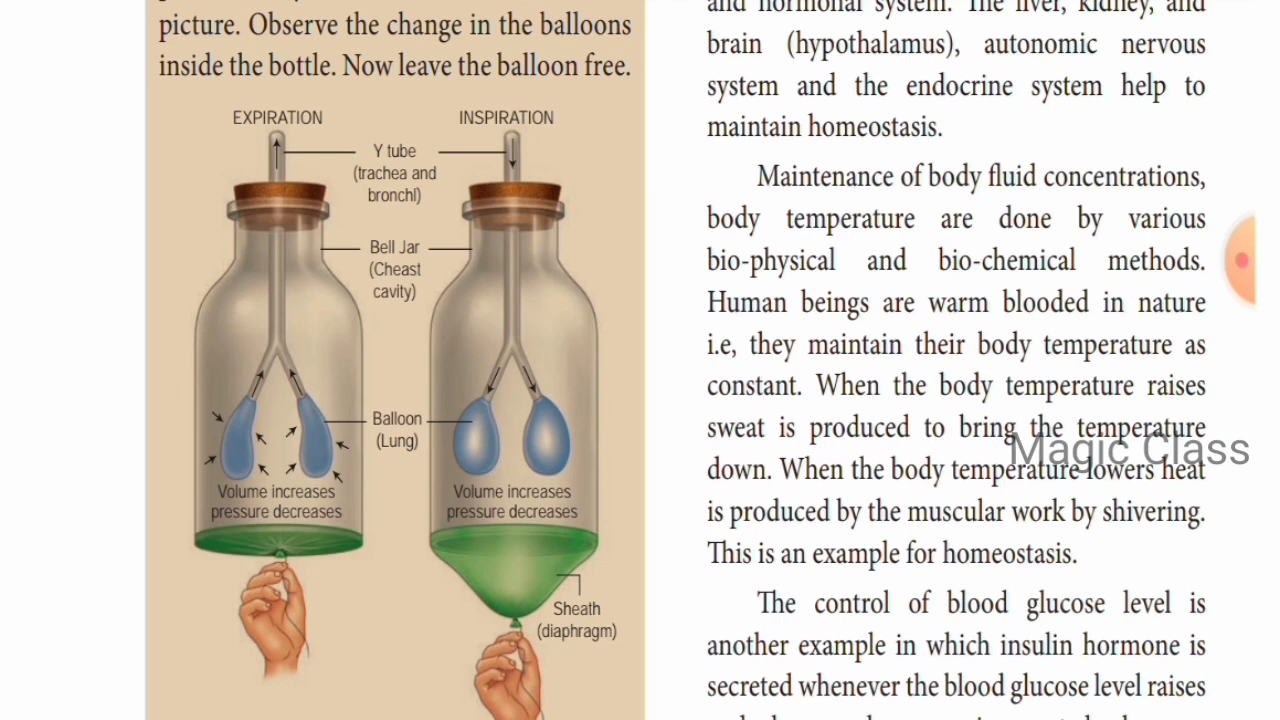 picture. Observe the change in the balloons
inside the bottle. Now leave the balloon free.
EXPIRATION
INSPIRATION
Y tube
(trachea and
bronchI)
Bell Jar
(Cheast
cavity)
Balloon
(Lung)
Volume increases
pressure decreases
Volume increases
pressure decreases
Sheath
(diaphragm)
and hormonal system. The liver, kidney, and
brain (hypothalamus), autonomic nervous
system and the endocrine system help to
maintain homeostasis.
Maintenance of body fluid concentrations,
body temperature are done by various
bio-physical and bio-chemical methods.
Human beings are warm blooded in nature
i.e, they maintain their body temperature as
constant. When the body temperature raises
sweat is produced to bring the temperature
down. When the body temperature lowers heat
is produced by the muscular work by shivering.
This is an example for homeostasis.
The control of blood glucose level is
another example in which insulin hormone is
secreted whenever the blood glucose level raises
Magic Class